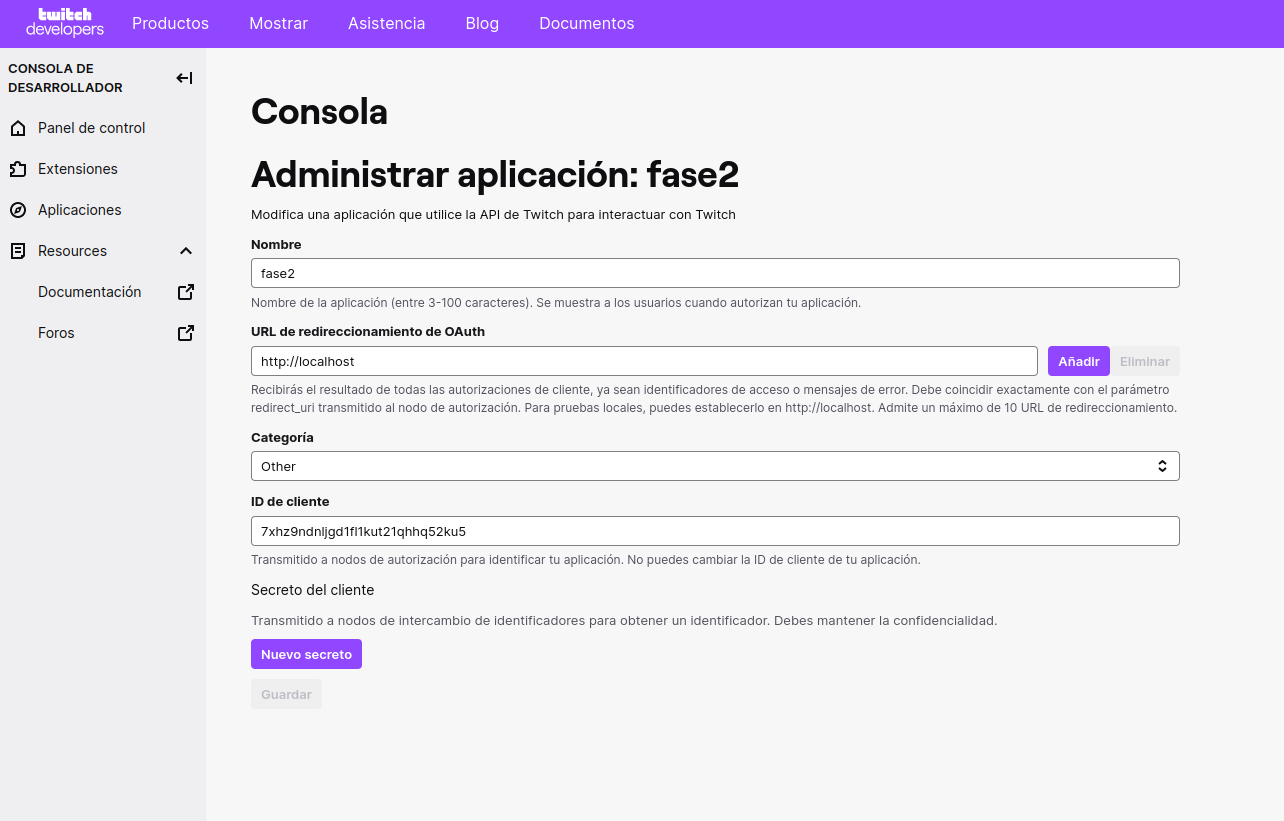 twitch
developers
Productos
Mostrar
Asistencia
Blog
Documentos
CONSOLA DE
DESARROLLADOR
Panel de control
Extensiones
Aplicaciones
Resources
Documentación
Foros
Consola
Administrar aplicación: fase2
Modifica una aplicación que utilice la API de Twitch para interactuar con Twitch
Nombre
fase2
Nombre de la aplicación (entre 3-100 caracteres). Se muestra a los usuarios cuando autorizan tu aplicación.
URL de redireccionamiento de OAuth
http://localhost
Añadir
Eliminar
Recibirás el resultado de todas las autorizaciones de cliente, ya sean identificadores de acceso o mensajes de error. Debe coincidir exactamente con el parámetro
redirect_uri transmitido al nodo de autorización. Para pruebas locales, puedes establecerlo en http://localhost. Admite un máximo de 10 URL de redireccionamiento.
Categoría
Other
ID de cliente
7xhz9ndnljgd1fl1kut21qhhq52ku5
Transmitido a nodos de autorización para identificar tu aplicación. No puedes cambiar la ID de cliente de tu aplicación.
Secreto del cliente
Transmitido a nodos de intercambio de identificadores para obtener un identificador. Debes mantener la confidencialidad.
Nuevo secreto
Guardar